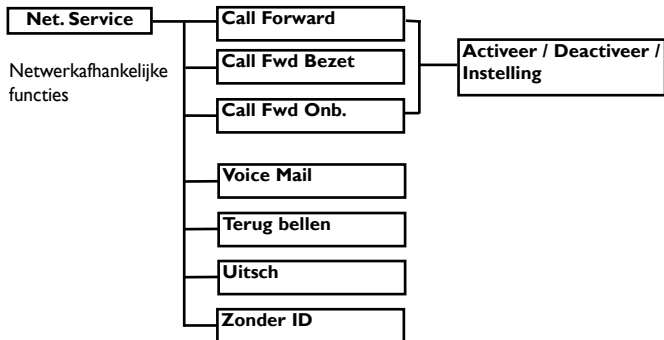 Net. Service
Call Forward
Call Fwd Bezet
Activeer / Deactiveer /
Instelling
Netwerkafhankelijke
functies
Call Fwd Onb.
Voice Mail
Terug bellen
Uitsch
Zonder ID